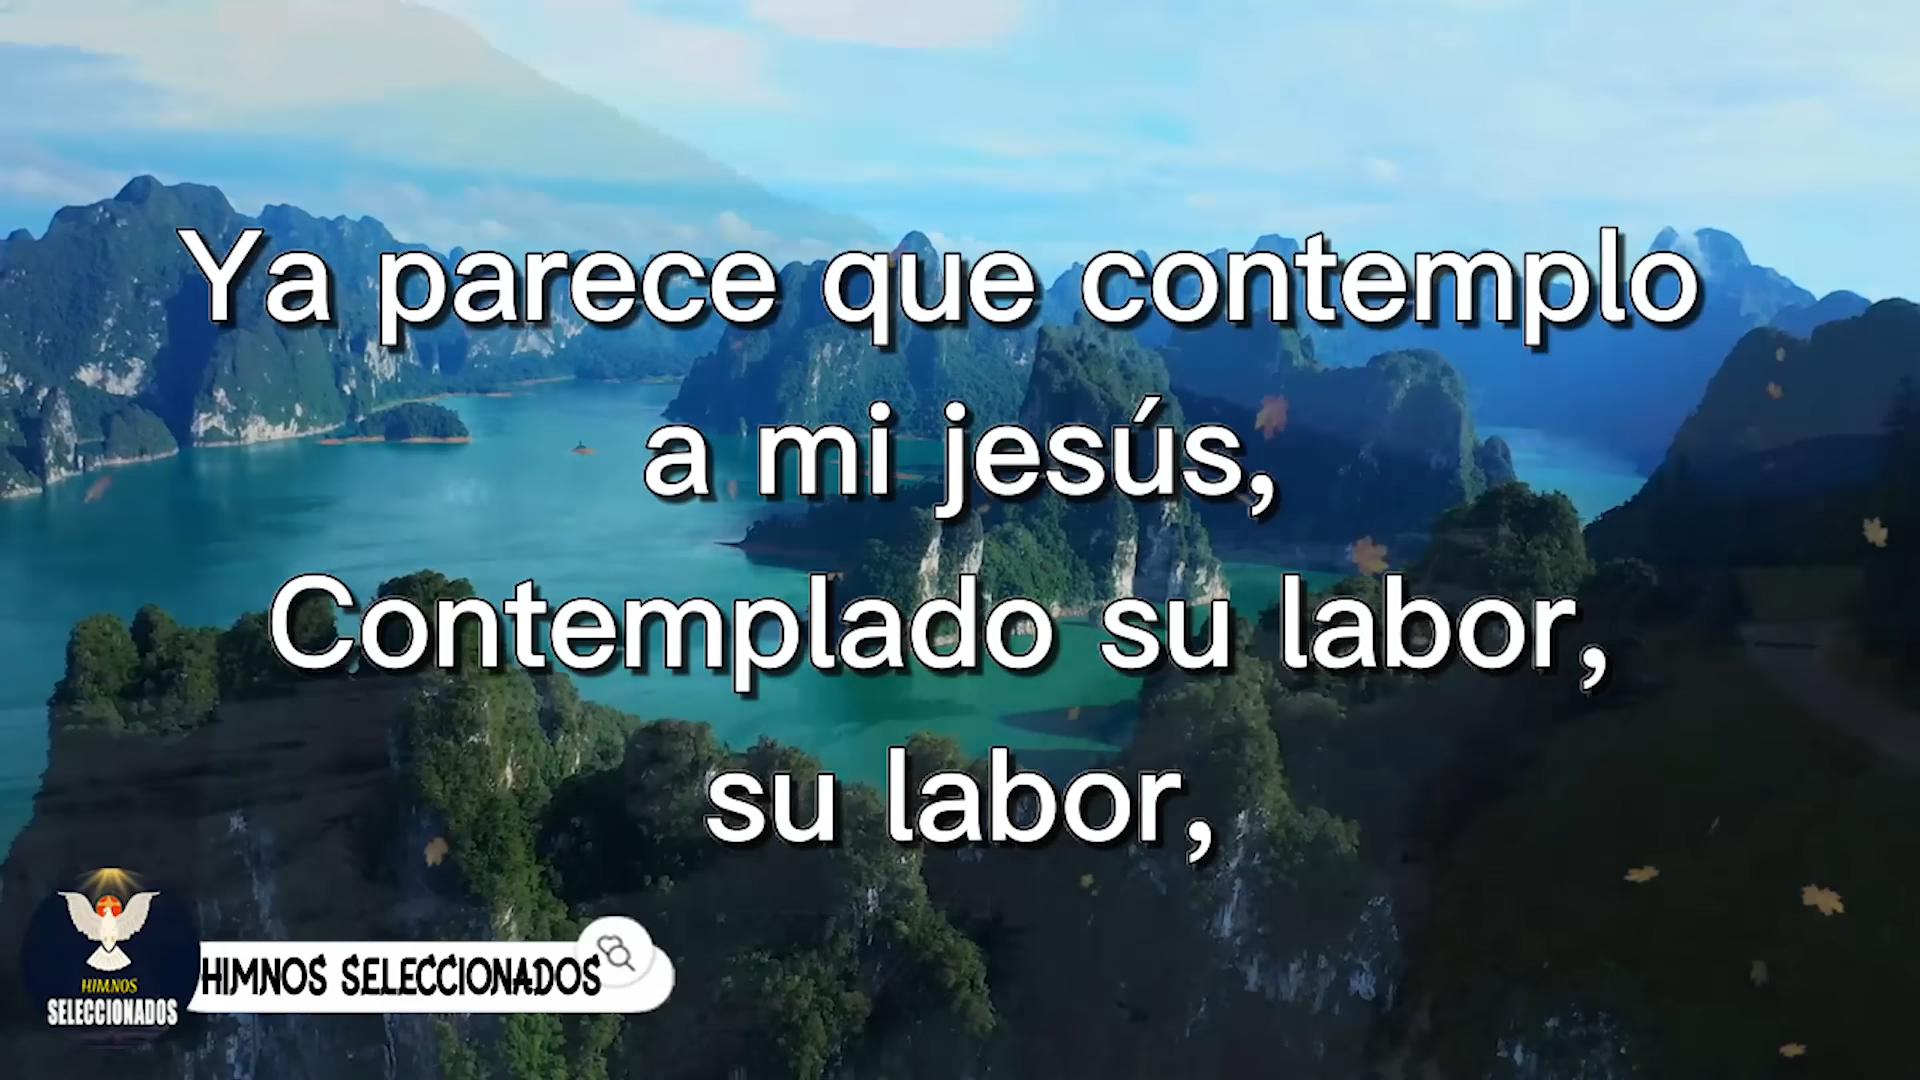 Ya parece que contemplo
a mi jesús,
Contemplado su labor,
su labor,
HIMNOS
SELECCIONADOS
HIMNOS SELECCIONADOS